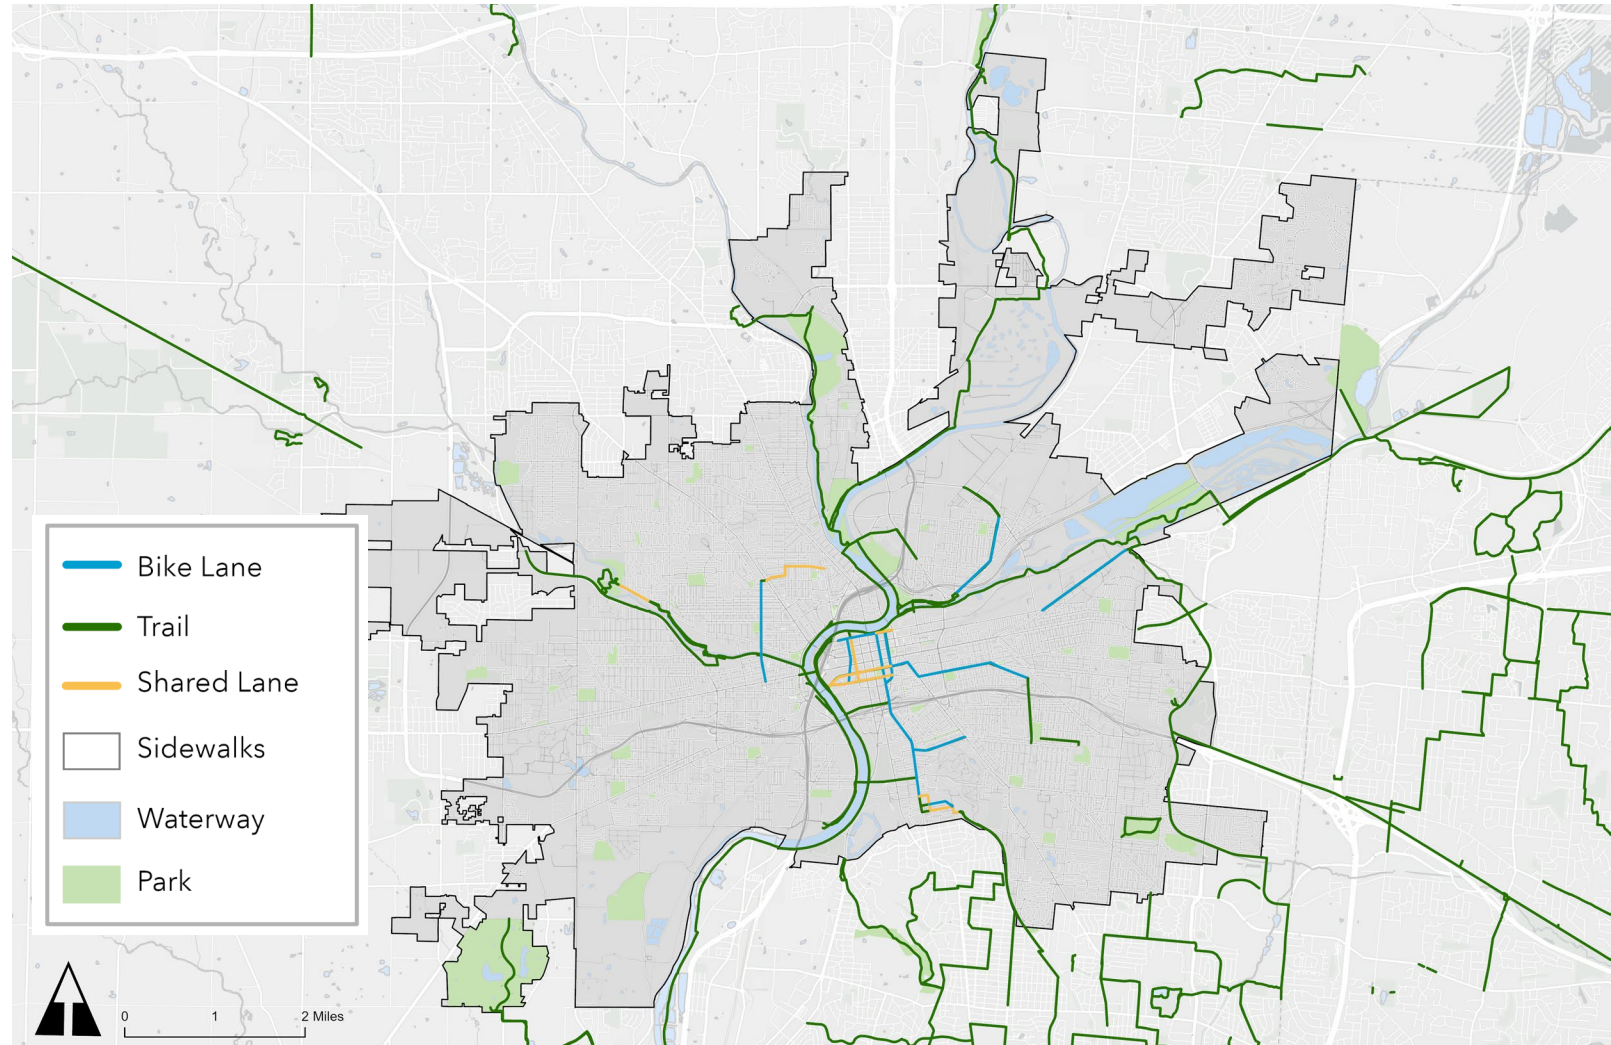 Bike Lane
Trail
Shared Lane
Sidewalks
Waterway
Park
0 1 2 Miles